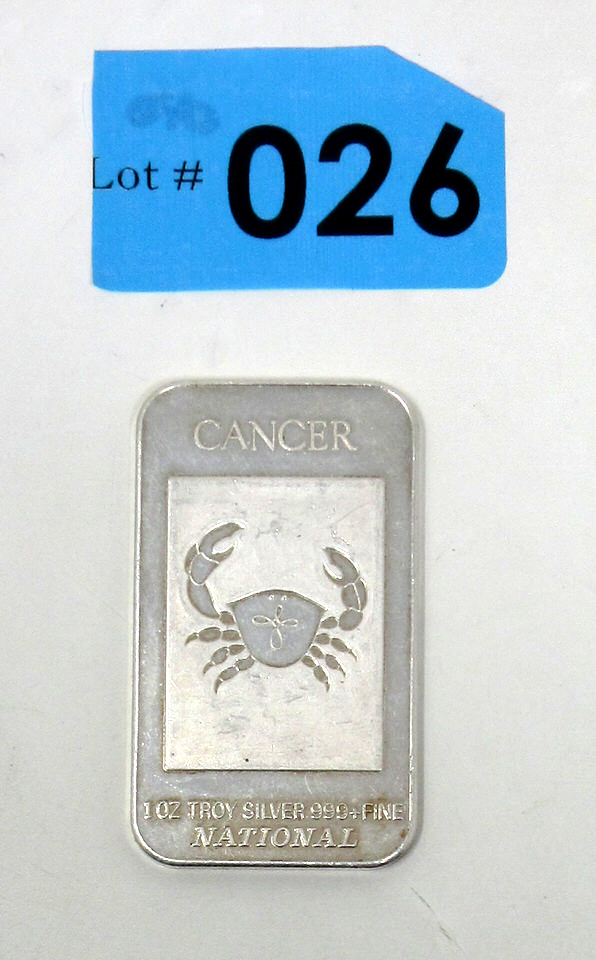 Lot # 026
CANCER
1 OZ TROY SILVER 999+ FINE
NATIONAL